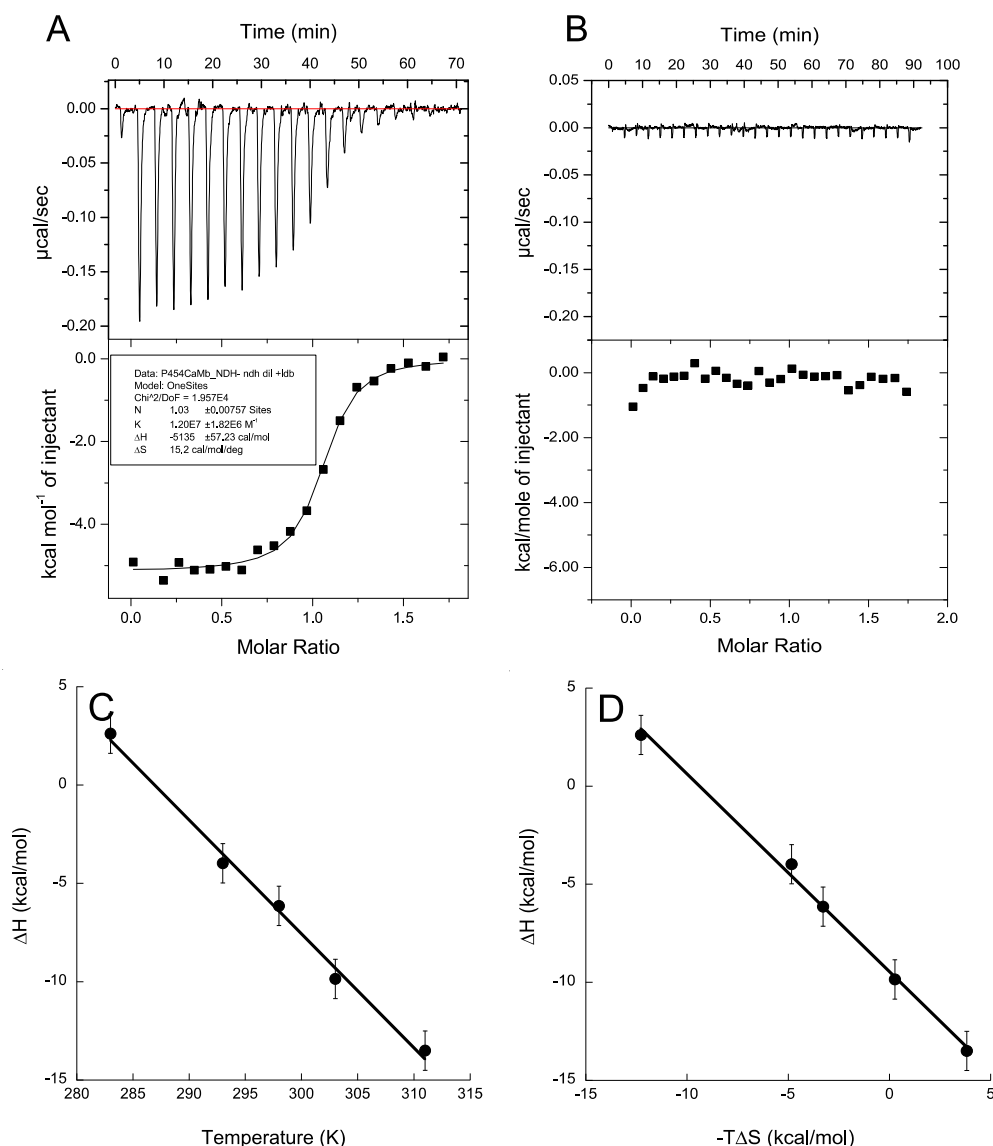 A
Time (min)
0 10 20 30 40 50 60 70
0.00
-0.05
-0.10
-0.15
-0.20
µcal/sec
Data: P454CaMb_NDH- ndh dil +ldb
Model: OneSites
Chi^2/DoF = 1.957E4
N 1.03 ±0.00757 Sites
K 1.20E7 ±1.82E6 M⁻¹
ΔH -5135 ±57.23 cal/mol
ΔS 15,2 cal/mol/deg
0.0
-2.0
-4.0
kcal mol⁻¹ of injectant
0.0 0.5 1.0 1.5
Molar Ratio
B
Time (min)
0 10 20 30 40 50 60 70 80 90 100
0.05
0.00
-0.05
-0.10
-0.15
-0.20
µcal/sec
0.00
-2.00
-4.00
-6.00
kcal/mole of injectant
0.0 0.5 1.0 1.5 2.0
Molar Ratio
C
5
0
-5
-10
-15
ΔH (kcal/mol)
280 285 290 295 300 305 310 315
Temperature (K)
D
5
0
-5
-10
-15
ΔH (kcal/mol)
-15 -10 -5 0 5
-TΔS (kcal/mol)